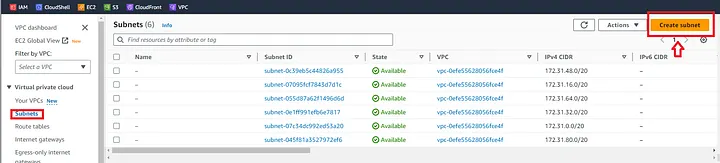 IAM CloudShell EC2 S3 CloudFront VPC
VPC dashboard
EC2 Global View New
Filter by VPC:
Select a VPC
Virtual private cloud
Your VPCs New
Subnets
Route tables
Internet gateways
Egress-only internet
gateways
Subnets (6) Info
Actions
Create subnet
Find resources by attribute or tag
1
Name Subnet ID State VPC IPv4 CIDR IPv6 CIDR
– subnet-0c39eb5c44826a955 Available vpc-0efe55628056fce4f 172.31.48.0/20 –
– subnet-07095fcf7843d7d1c Available vpc-0efe55628056fce4f 172.31.16.0/20 –
– subnet-055d87a62f1496d6d Available vpc-0efe55628056fce4f 172.31.64.0/20 –
– subnet-0e1ff991efb6e7817 Available vpc-0efe55628056fce4f 172.31.32.0/20 –
– subnet-07c34dc992ed53a20 Available vpc-0efe55628056fce4f 172.31.0.0/20 –
– subnet-045f81a3527972ef6 Available vpc-0efe55628056fce4f 172.31.80.0/20 –